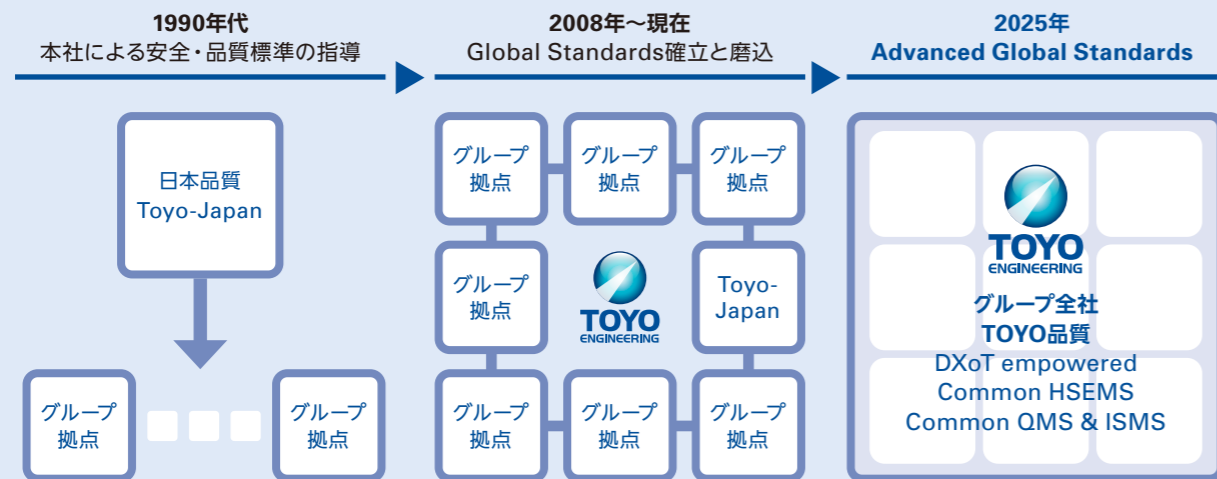 1990年代
本社による安全・品質標準の指導
日本品質
Toyo-Japan
グループ
拠点
グループ
拠点
2008年～現在
Global Standards確立と磨込
グループ
拠点
グループ
拠点
グループ
拠点
グループ
拠点
TOYO
ENGINEERING
Toyo-
Japan
グループ
拠点
グループ
拠点
グループ
拠点
2025年
Advanced Global Standards
TOYO
ENGINEERING
グループ全社
TOYO品質
DXoT empowered
Common HSEMS
Common QMS & ISMS